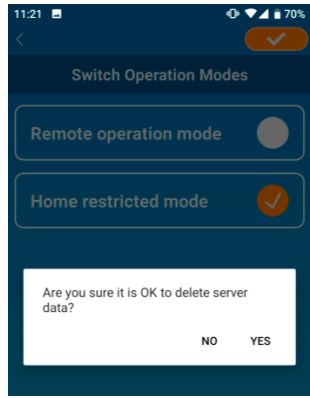 11:21 70%
Switch Operation Modes
Remote operation mode
Home restricted mode
Are you sure it is OK to delete server
data?
NO YES